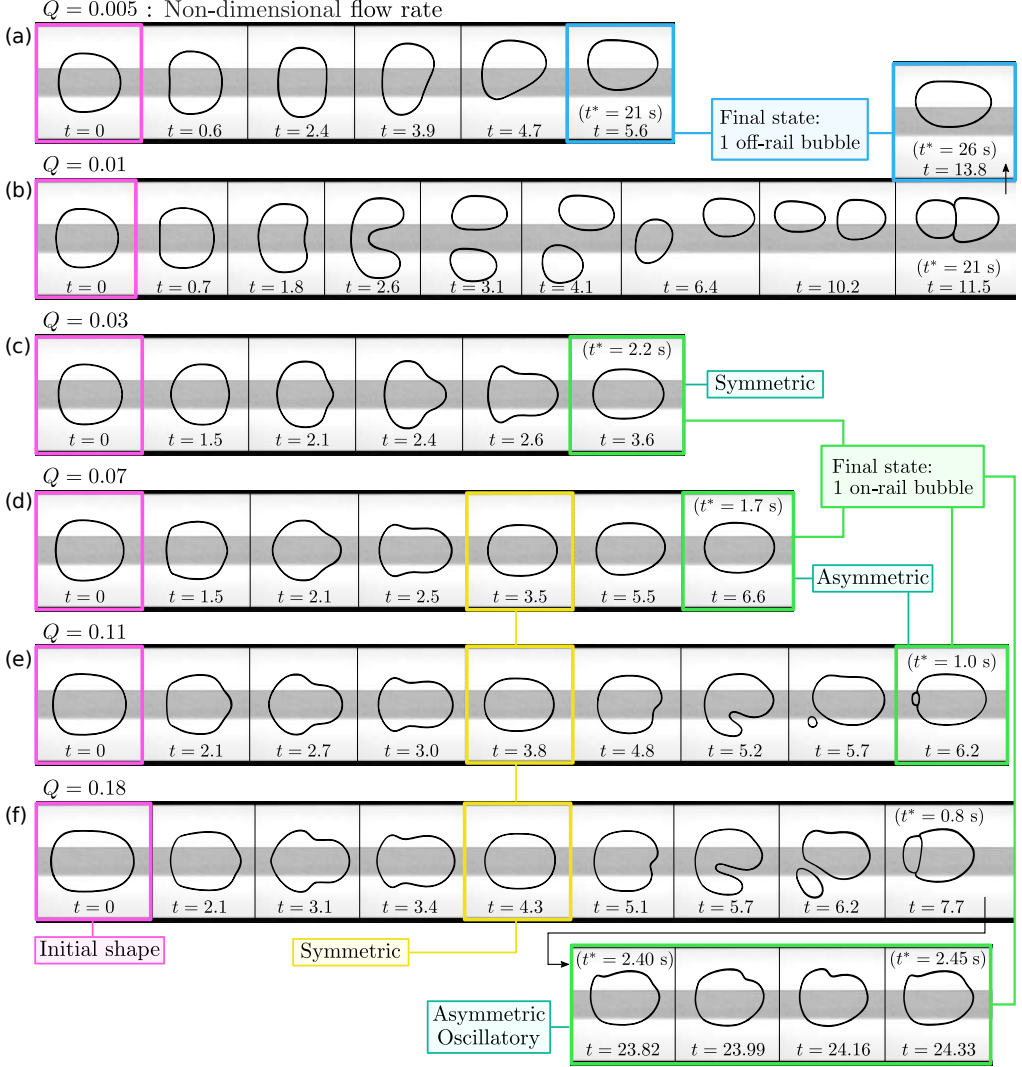 Q = 0.005 : Non-dimensional flow rate
(a)
t = 0 t = 0.6 t = 2.4 t = 3.9 t = 4.7 (t* = 21 s) t = 5.6
Final state:
1 off-rail bubble
(t* = 26 s)
t = 13.8
Q = 0.01
(b)
t = 0 t = 0.7 t = 1.8 t = 2.6 t = 3.1 t = 4.1 t = 6.4 t = 10.2 (t* = 21 s) t = 11.5
Q = 0.03
(c)
(t* = 2.2 s)
t = 0 t = 1.5 t = 2.1 t = 2.4 t = 2.6 t = 3.6
Symmetric
Final state:
1 on-rail bubble
Q = 0.07
(d)
(t* = 1.7 s)
t = 0 t = 1.5 t = 2.1 t = 2.5 t = 3.5 t = 5.5 t = 6.6
Asymmetric
Q = 0.11
(e)
(t* = 1.0 s)
t = 0 t = 2.1 t = 2.7 t = 3.0 t = 3.8 t = 4.8 t = 5.2 t = 5.7 t = 6.2
Q = 0.18
(f)
(t* = 0.8 s)
t = 0 t = 2.1 t = 3.1 t = 3.4 t = 4.3 t = 5.1 t = 5.7 t = 6.2 t = 7.7
Initial shape
Symmetric
(t* = 2.40 s) (t* = 2.45 s)
Asymmetric
Oscillatory
t = 23.82 t = 23.99 t = 24.16 t = 24.33